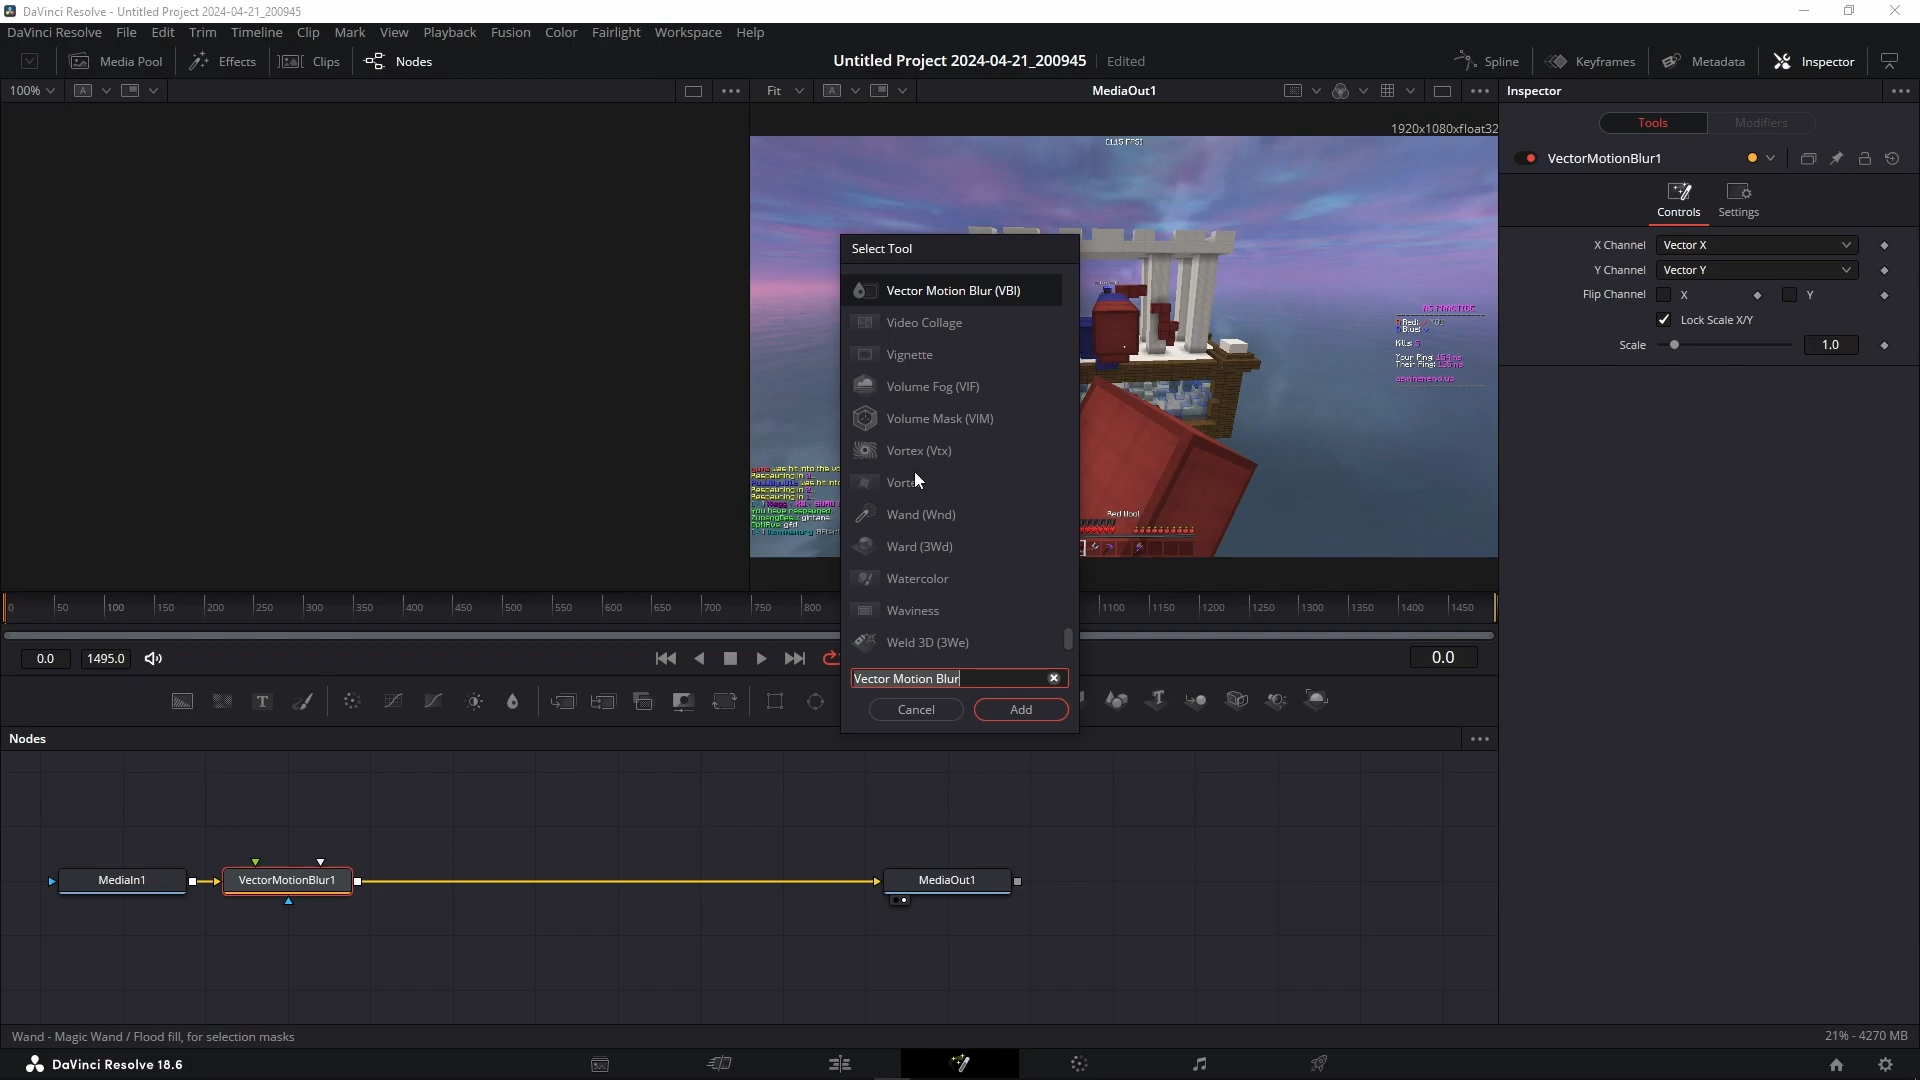 DaVinci Resolve - Untitled Project 2024-04-21_200945
DaVinci Resolve File Edit Trim Timeline Clip Mark View Playback Fusion Color Fairlight Workspace Help
Media Pool Effects Clips Nodes Untitled Project 2024-04-21_200945 Edited Spline Keyframes Metadata Inspector
100% Fit MediaOut1 Inspector
1920x1080xfloat32
Tools Modifiers
[115 FPS]
VectorMotionBlur1
Controls Settings
X Channel Vector X
Y Channel Vector Y
Flip Channel X Y
Lock Scale X/Y
Scale 1.0
Select Tool
Vector Motion Blur (VBl)
Video Collage
Vignette
Volume Fog (VlF)
Volume Mask (VlM)
Vortex (Vtx)
Wand (Wnd)
Ward (3Wd)
Watercolor
Waviness
Weld 3D (3We)
Vector Motion Blur
Cancel Add
Kills: 5
Red Wool
0 50 100 150 200 250 300 350 400 450 500 550 600 650 700 750 800 1100 1150 1200 1250 1300 1350 1400 1450
0.0 1495.0 0.0
Nodes
MediaIn1 VectorMotionBlur1 MediaOut1
Wand - Magic Wand / Flood fill, for selection masks 21% - 4270 MB
DaVinci Resolve 18.6